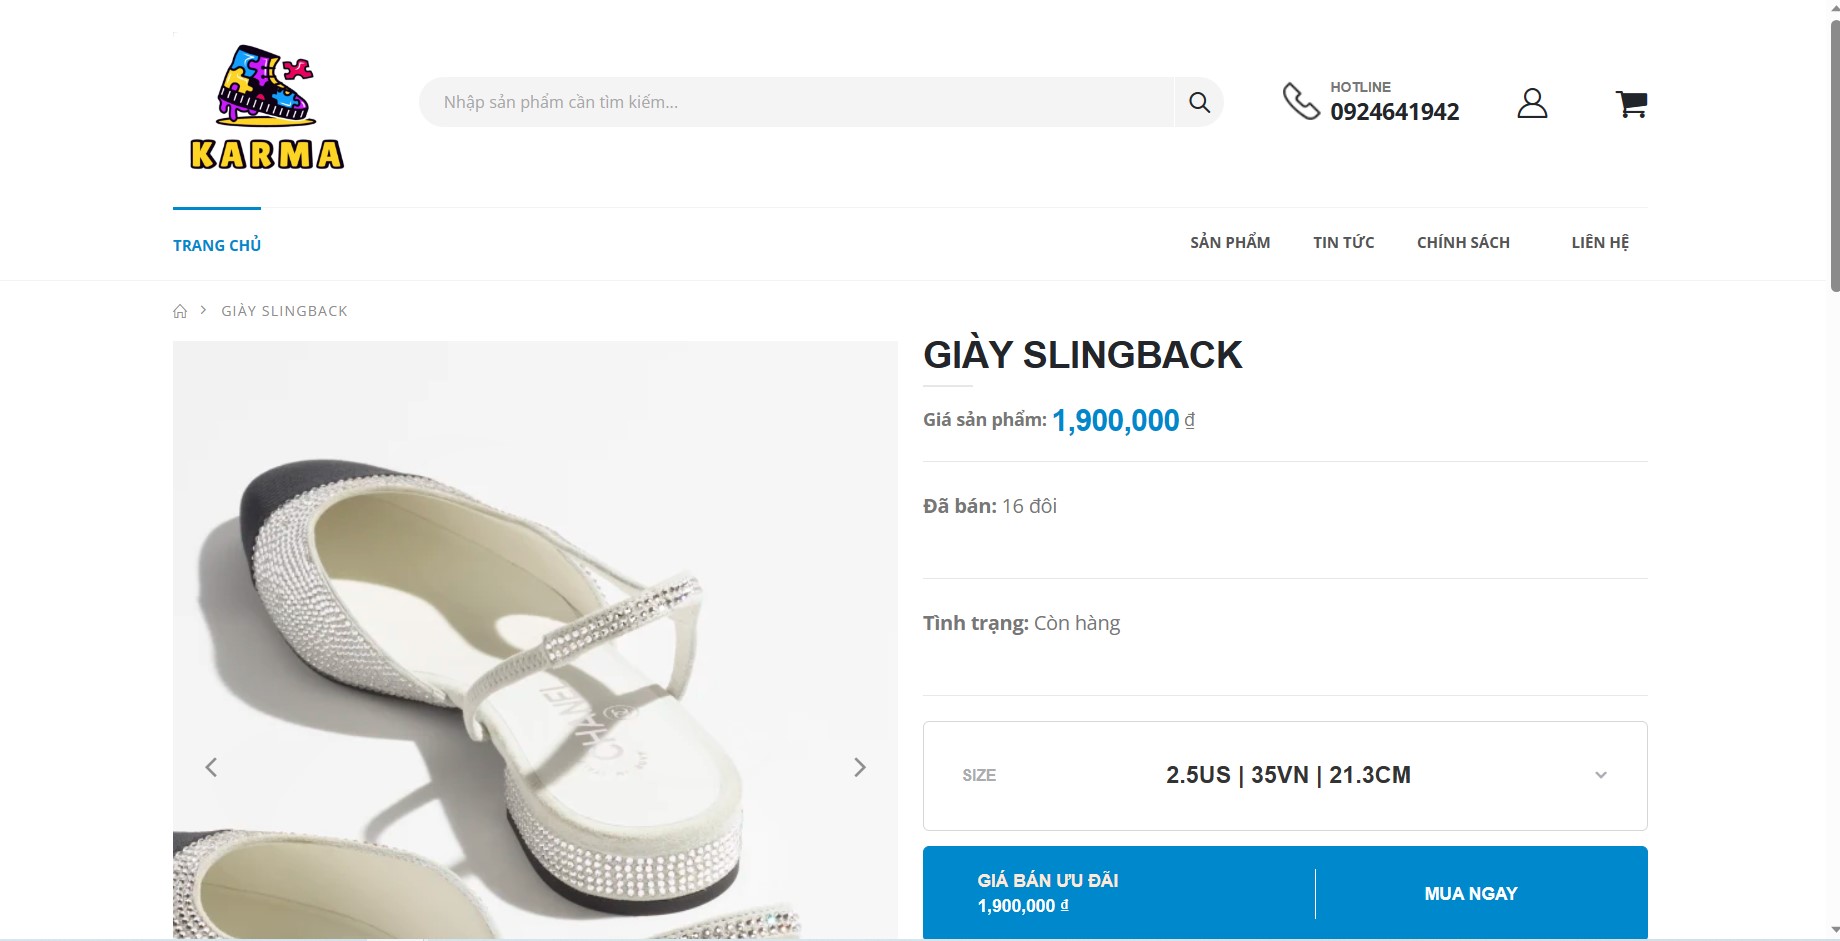 KARMA
Nhập sản phẩm cần tìm kiếm...
HOTLINE
0924641942
TRANG CHỦ
SẢN PHẨM
TIN TỨC
CHÍNH SÁCH
LIÊN HỆ
GIÀY SLINGBACK
GIÀY SLINGBACK
Giá sản phẩm: 1,900,000 ₫
Đã bán: 16 đôi
Tình trạng: Còn hàng
CHANEL
SIZE
2.5US | 35VN | 21.3CM
GIÁ BÁN ƯU ĐÃI
1,900,000 ₫
MUA NGAY